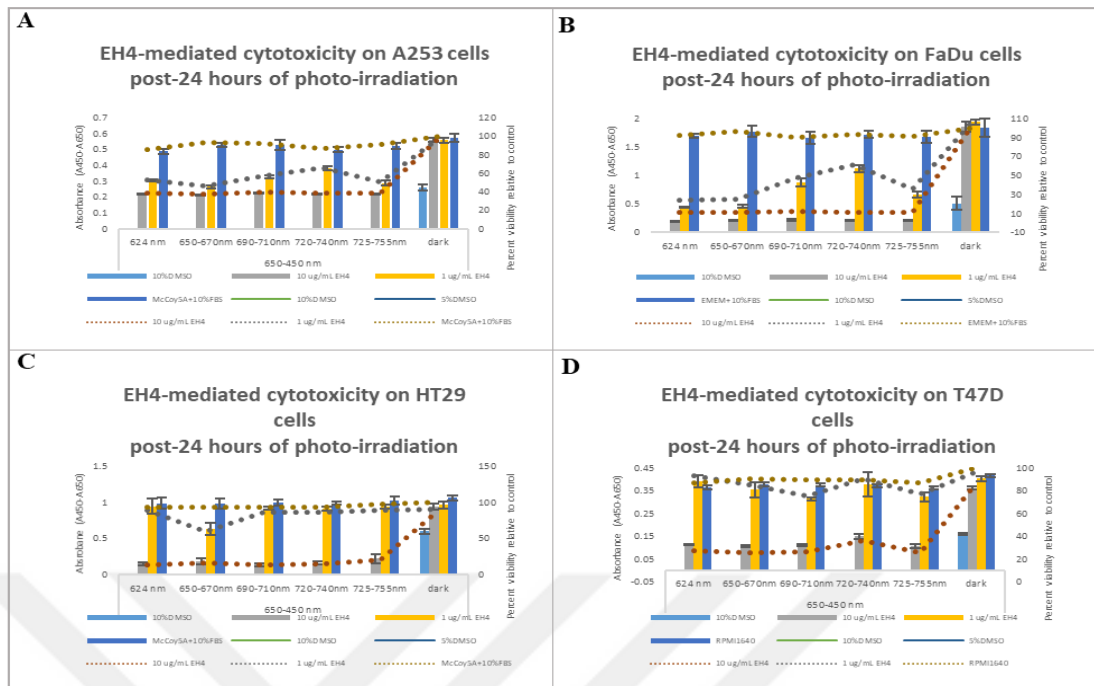 A
EH4-mediated cytotoxicity on A253 cells
post-24 hours of photo-irradiation
Absorbance (A450-A650)
0.7
0.6
0.5
0.4
0.3
0.2
0.1
0
120
100
80
60
40
20
0
Percent viability relative to control
624 nm 650-670nm 690-710nm 720-740nm 725-755nm dark
650-450 nm
10%DMSO 10 ug/mL EH4 1 ug/mL EH4
McCoy5A+10%FBS 10%DMSO 5%DMSO
10 ug/mL EH4 1 ug/mL EH4 McCoy5A+10%FBS
B
EH4-mediated cytotoxicity on FaDu cells
post-24 hours of photo-irradiation
Absorbance (A450-A650)
2
1.5
1
0.5
0
110
90
70
50
30
10
-10
Percent viability relative to control
624 nm 650-670nm 690-710nm 720-740nm 725-755nm dark
650-450 nm
10%DMSO 10 ug/mL EH4 1 ug/mL EH4
EMEM+10%FBS 10%DMSO 5%DMSO
10 ug/mL EH4 1 ug/mL EH4 EMEM+10%FBS
C
EH4-mediated cytotoxicity on HT29
cells
post-24 hours of photo-irradiation
Absorbane (A450-A650)
1.5
1
0.5
0
150
100
50
0
Percent viability relative to control
624 nm 650-670nm 690-710nm 720-740nm 725-755nm dark
650-450 nm
10%DMSO 10 ug/mL EH4 1 ug/mL EH4
McCoy5A+10%FBS 10%DMSO 5%DMSO
10 ug/mL EH4 1 ug/mL EH4 McCoy5A+10%FBS
D
EH4-mediated cytotoxicity on T47D
cells
post-24 hours of photo-irradiation
Absorbance (A450-A650)
0.45
0.35
0.25
0.15
0.05
-0.05
100
80
60
40
20
0
Percent viability relative to control
624 nm 650-670nm 690-710nm 720-740nm 725-755nm dark
650-450 nm
10%DMSO 10 ug/mL EH4 1 ug/mL EH4
RPMI1640 10%DMSO 5%DMSO
10 ug/mL EH4 1 ug/mL EH4 RPMI1640